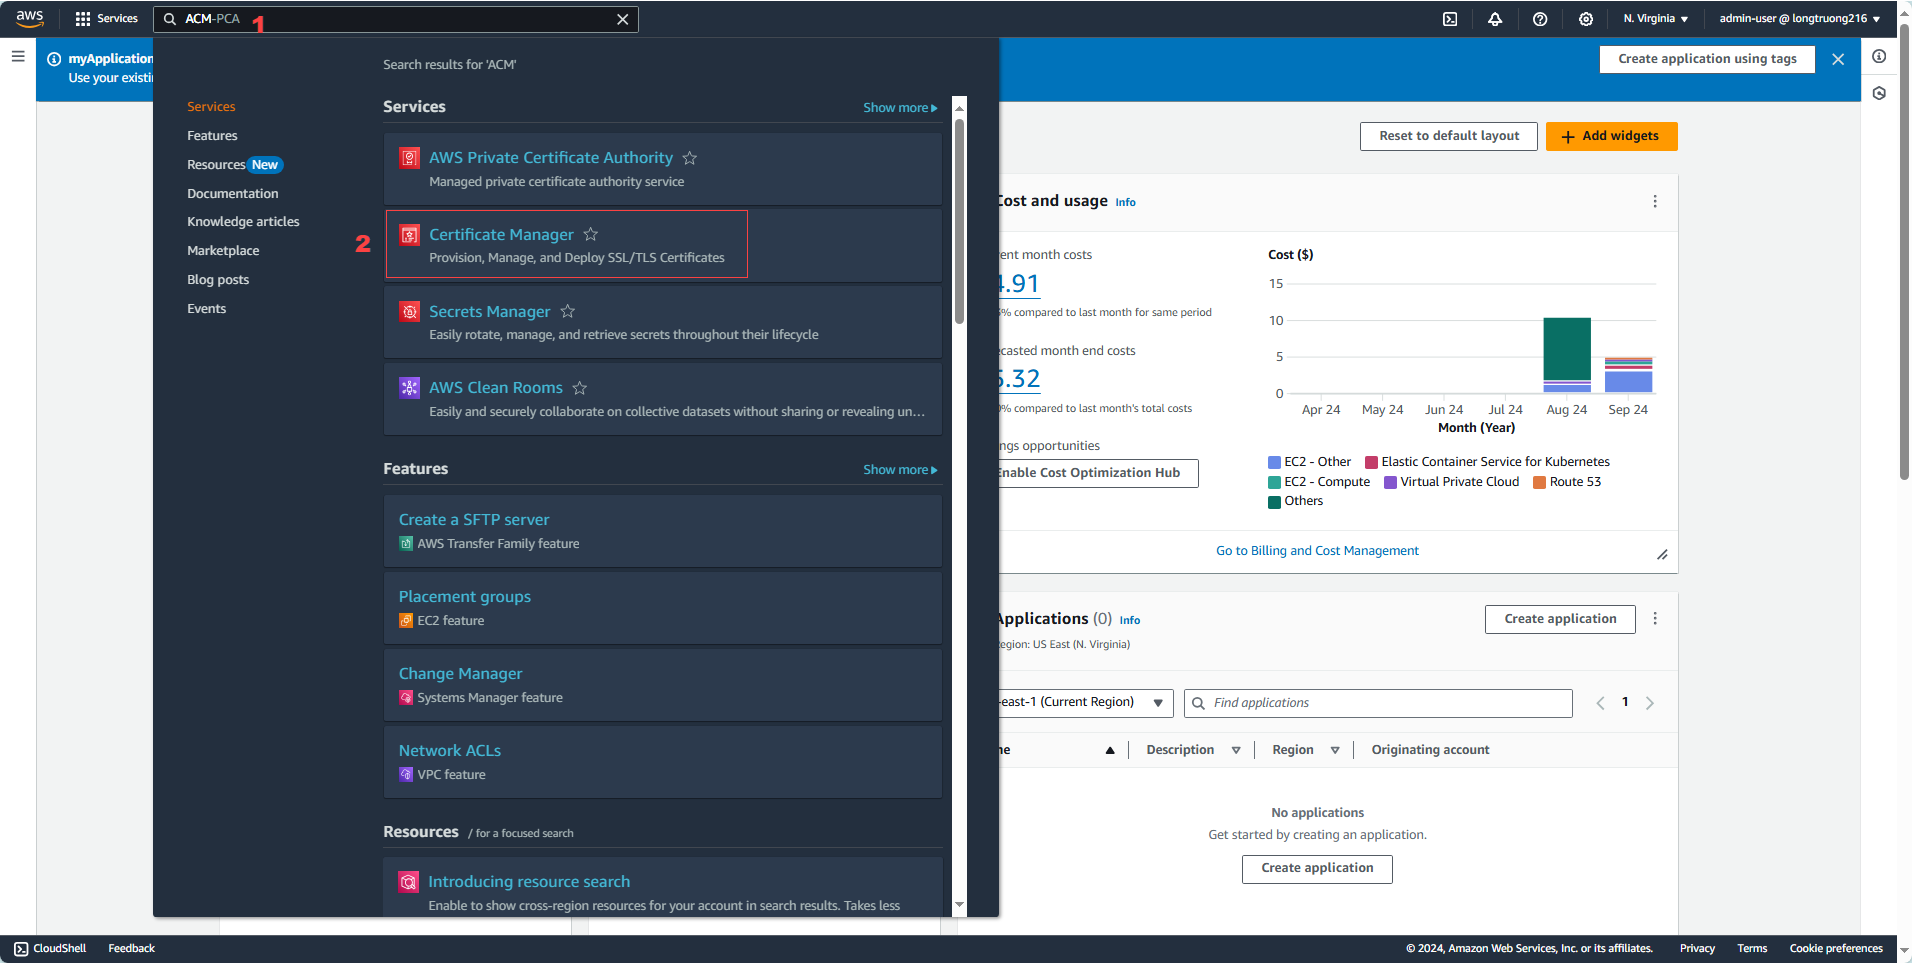 aws
Services
ACM-PCA
1
N. Virginia
admin-user @ longtruong216
myApplication
Use your existi
Create application using tags
Search results for 'ACM'
Services
Features
Resources New
Documentation
Knowledge articles
Marketplace
Blog posts
Events
Services
Show more
AWS Private Certificate Authority
Managed private certificate authority service
2
Certificate Manager
Provision, Manage, and Deploy SSL/TLS Certificates
Secrets Manager
Easily rotate, manage, and retrieve secrets throughout their lifecycle
AWS Clean Rooms
Easily and securely collaborate on collective datasets without sharing or revealing un...
Features
Show more
Create a SFTP server
AWS Transfer Family feature
Placement groups
EC2 feature
Change Manager
Systems Manager feature
Network ACLs
VPC feature
Resources / for a focused search
Introducing resource search
Enable to show cross-region resources for your account in search results. Takes less
Reset to default layout
Add widgets
Cost and usage Info
ent month costs
4.91
% compared to last month for same period
ecasted month end costs
5.32
% compared to last month's total costs
ngs opportunities
Enable Cost Optimization Hub
Cost ($)
15
10
5
0
Apr 24 May 24 Jun 24 Jul 24 Aug 24 Sep 24
Month (Year)
EC2 - Other Elastic Container Service for Kubernetes
EC2 - Compute Virtual Private Cloud Route 53
Others
Go to Billing and Cost Management
Applications (0) Info
egion: US East (N. Virginia)
Create application
-east-1 (Current Region)
Find applications
1
ne
Description
Region
Originating account
No applications
Get started by creating an application.
Create application
CloudShell
Feedback
© 2024, Amazon Web Services, Inc. or its affiliates.
Privacy
Terms
Cookie preferences